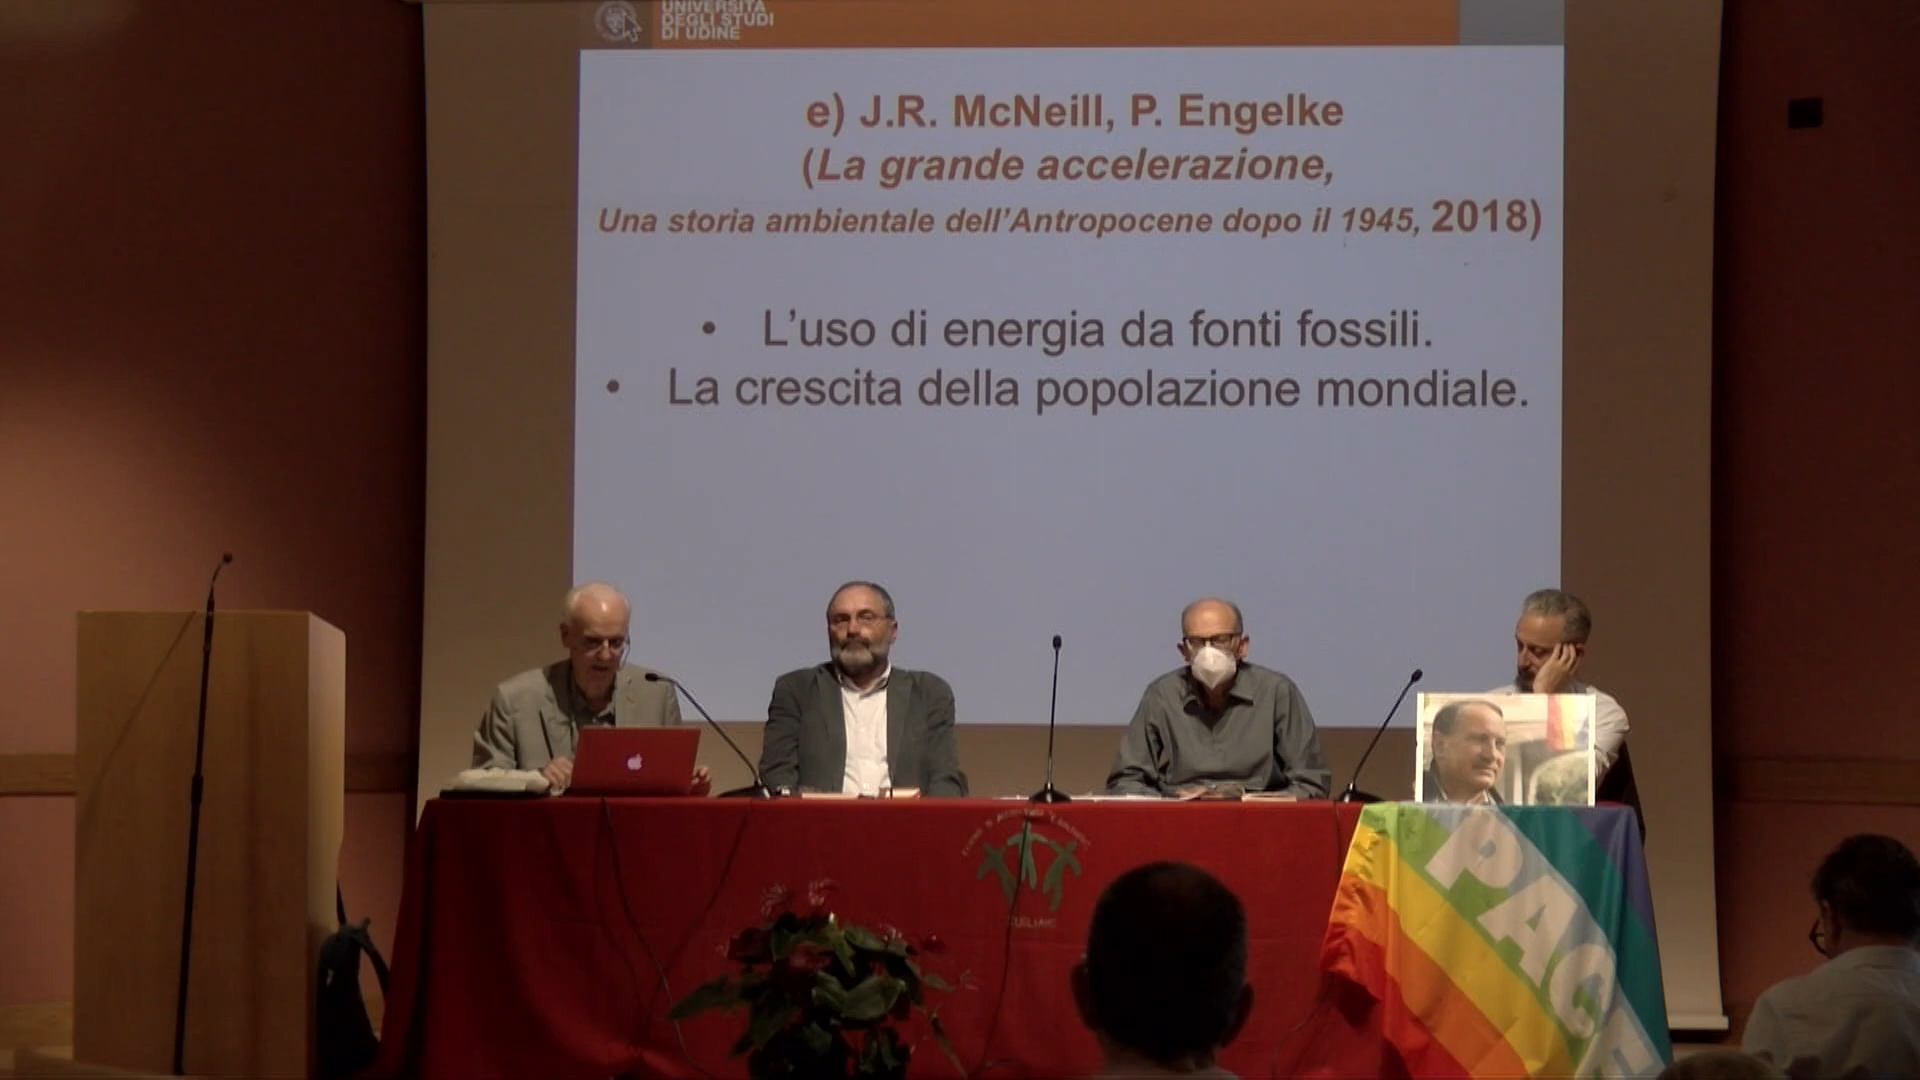 UNIVERSITÀ
DEGLI STUDI
DI UDINE
e) J.R. McNeill, P. Engelke
(La grande accelerazione,
Una storia ambientale dell’Antropocene dopo il 1945, 2018)
• L’uso di energia da fonti fossili.
• La crescita della popolazione mondiale.
ZUGLIANO
PACE